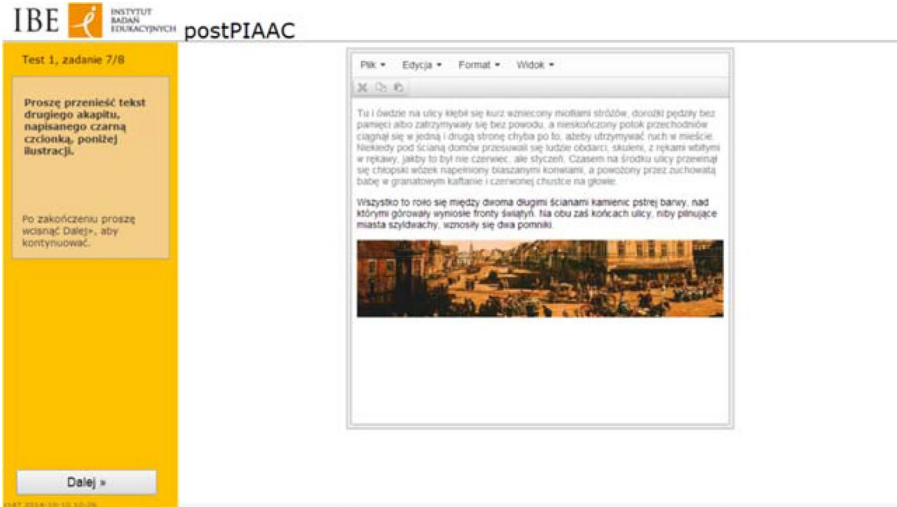 IBE
INSTYTUT
BADAŃ
EDUKACYJNYCH
postPIAAC
Test 1, zadanie 7/8
Proszę przenieść tekst
drugiego akapitu,
napisanego czarną
czcionką, poniżej
ilustracji.
Po zakończeniu proszę
wcisnąć Dalej», aby
kontynuować.
Dalej »
Plik Edycja Format Widok
Tu i ówdzie na ulicy kłębił się kurz wzniecony miotłami stróżów, dorożki pędziły bez
pamięci albo zatrzymywały się bez powodu, a nieskończony potok przechodniów
ciągnął się w jedną i drugą stronę chyba po to, ażeby utrzymywać ruch w mieście.
Niekiedy pod ścianą domów przesuwali się ludzie obdarci, skuleni, z rękami wbitymi
w rękawy, jakby to był nie czerwiec, ale styczeń. Czasem na środku ulicy przewinął
się chłopski wózek napełniony blaszanymi konwiami, a powożony przez zuchowatą
babę w granatowym kaftanie i czerwonej chustce na głowie.
Wszystko to roiło się między dwoma długimi ścianami kamienic pstrej barwy, nad
którymi górowały wyniosłe fronty świątyń. Na obu zaś końcach ulicy, niby pilnujące
miasta szyldwachy, wznosiły się dwa pomniki.